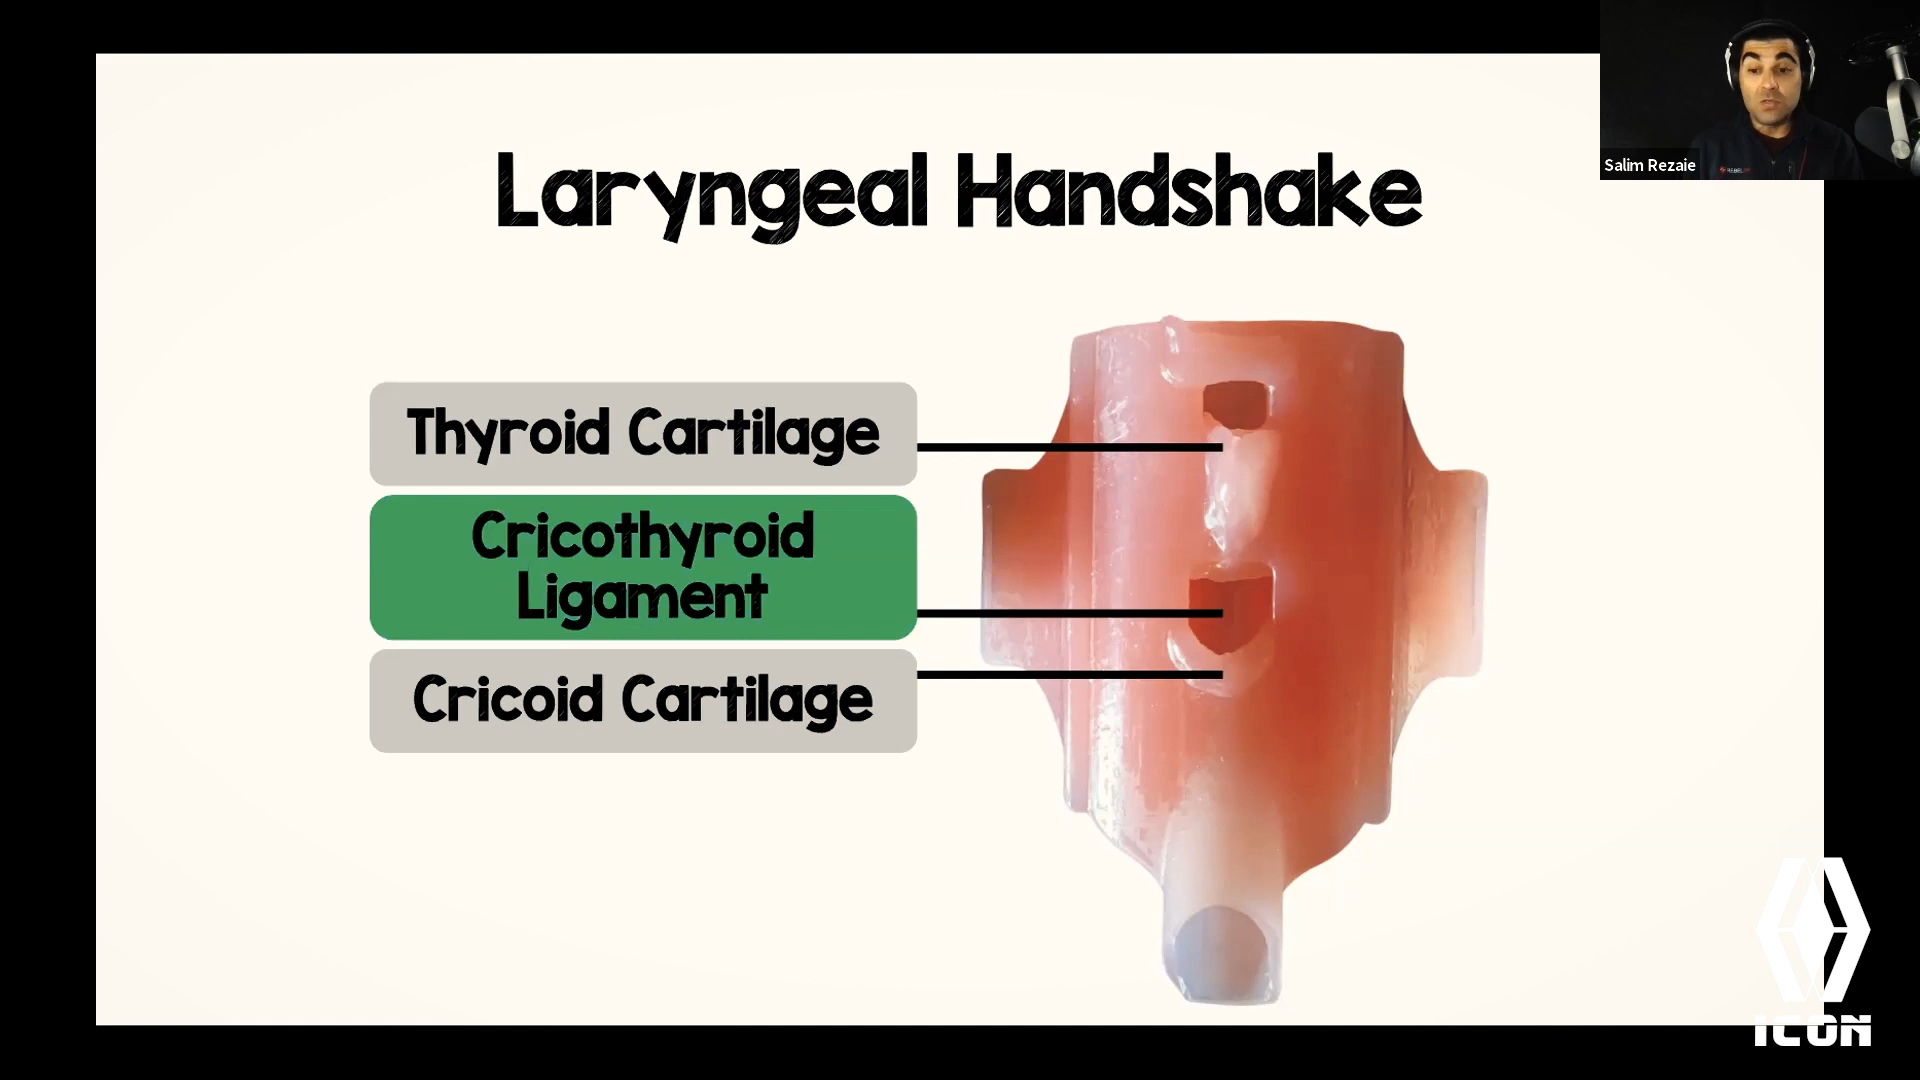 Laryngeal Handshake
Salim Rezaie
Thyroid Cartilage
Cricothyroid
Ligament
Cricoid Cartilage
ICON